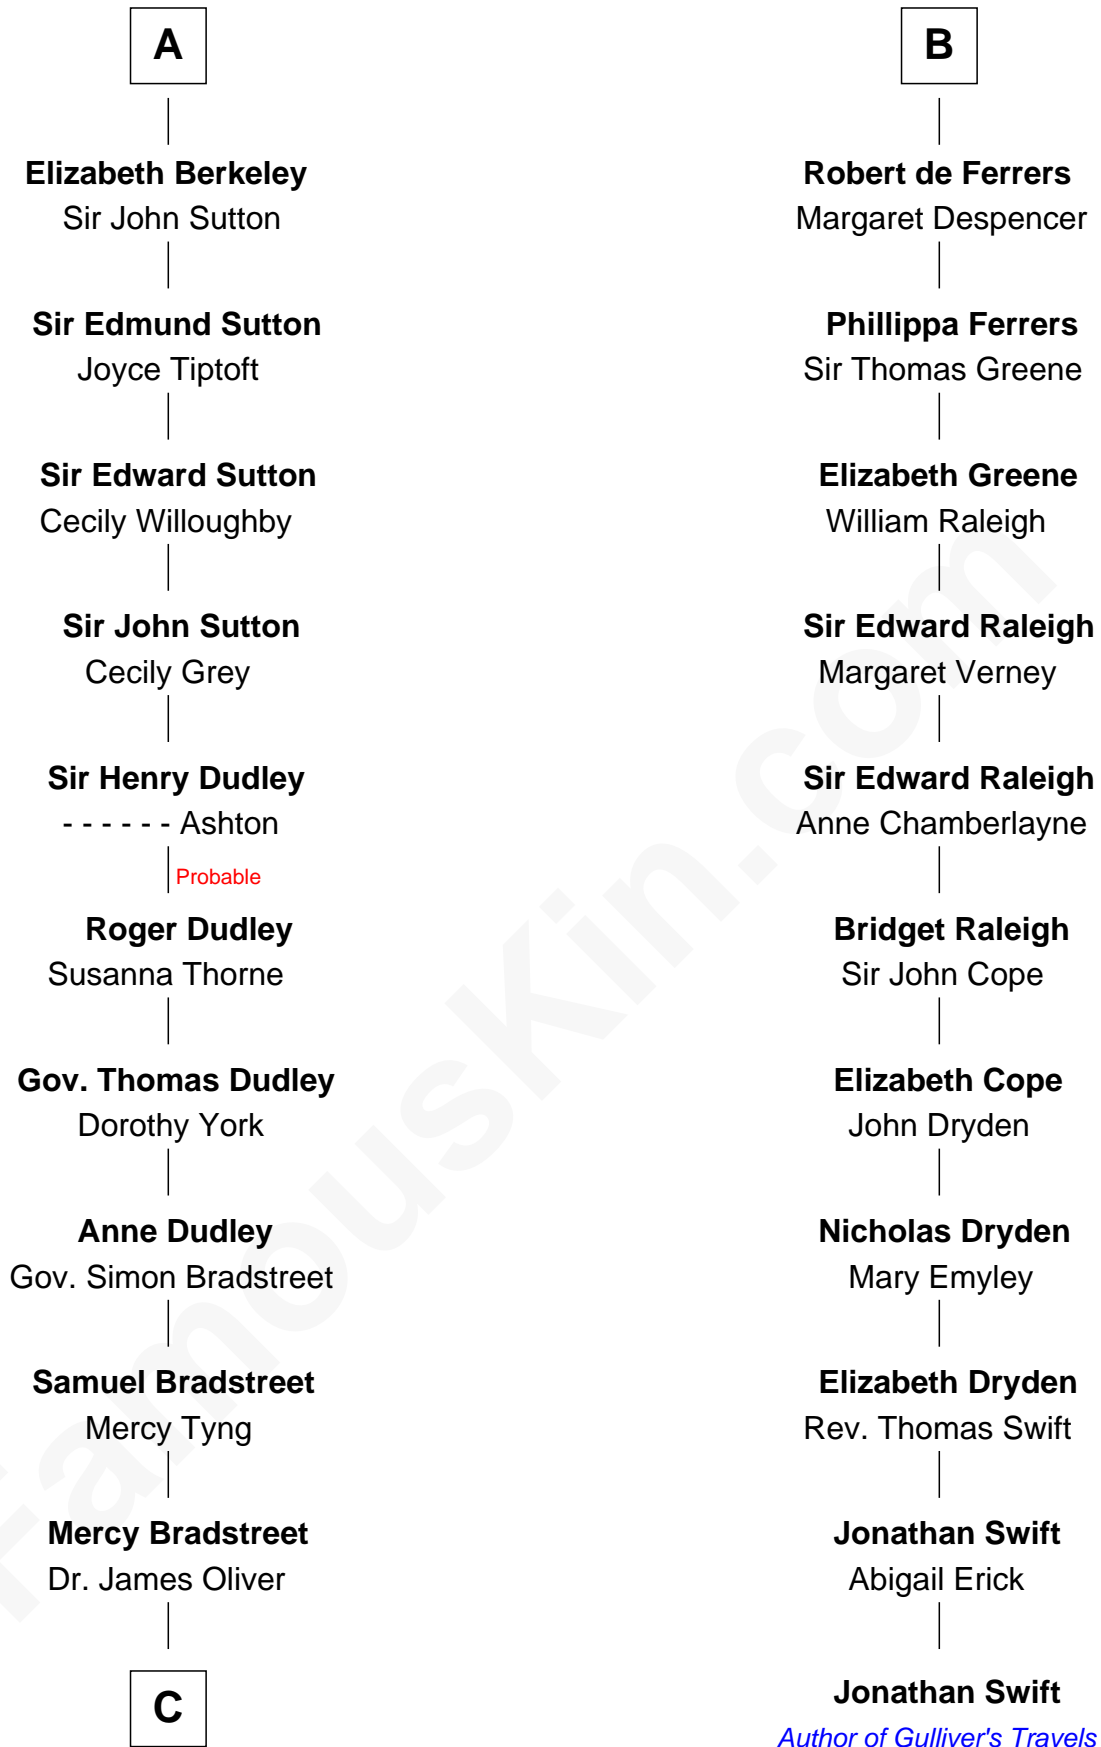 A
Elizabeth Berkeley
Sir John Sutton
Sir Edmund Sutton
Joyce Tiptoft
Sir Edward Sutton
Cecily Willoughby
Sir John Sutton
Cecily Grey
Sir Henry Dudley
- - - - - - Ashton
Probable
Roger Dudley
Susanna Thorne
Gov. Thomas Dudley
Dorothy York
Anne Dudley
Gov. Simon Bradstreet
Samuel Bradstreet
Mercy Tyng
Mercy Bradstreet
Dr. James Oliver
C
B
Robert de Ferrers
Margaret Despencer
Phillippa Ferrers
Sir Thomas Greene
Elizabeth Greene
William Raleigh
Sir Edward Raleigh
Margaret Verney
Sir Edward Raleigh
Anne Chamberlayne
Bridget Raleigh
Sir John Cope
Elizabeth Cope
John Dryden
Nicholas Dryden
Mary Emyley
Elizabeth Dryden
Rev. Thomas Swift
Jonathan Swift
Abigail Erick
Jonathan Swift
Author of Gulliver's Travels
FamousKin.com